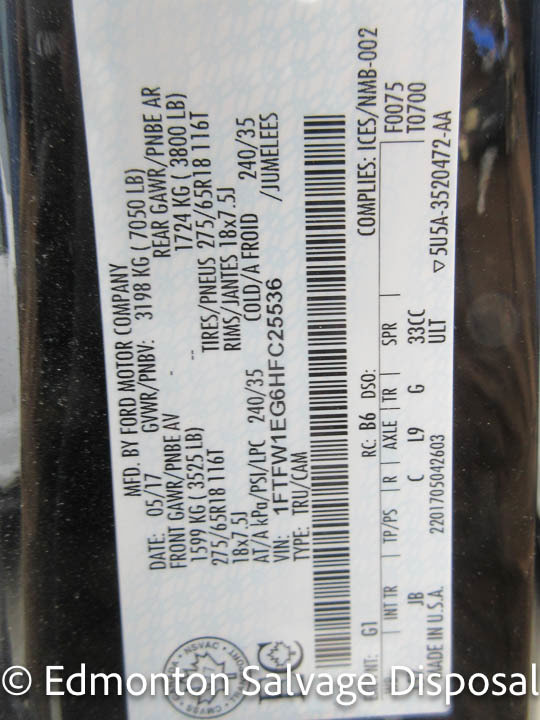 MFD. BY FORD MOTOR COMPANY
DATE: 05/17 GVWR/PNBV: 3198 KG ( 7050 LB)
FRONT GAWR/PNBE AV REAR GAWR/PNBE AR
1599 KG ( 3525 LB) 1724 KG ( 3800 LB)
275/65R18 116T TIRES/PNEUS 275/65R18 116T
18x7.5J RIMS/JANTES 18x7.5J
AT/A kPa/PSI/LPC 240/35 COLD/A FROID 240/35
VIN: 1FTFW1EG6HFC25536 /JUMELEES
TYPE: TRU/CAM
COMPLIES: ICES/NMB-002
G1 RC: B6 DSO: F0075
T0700
INT TR TP/PS R AXLE TR SPR
JB C L9 G 33CC
MADE IN U.S.A. 2201705042603 ULT ▽5U5A-3520472-AA
NSVAC
CMVSS
© Edmonton Salvage Disposal